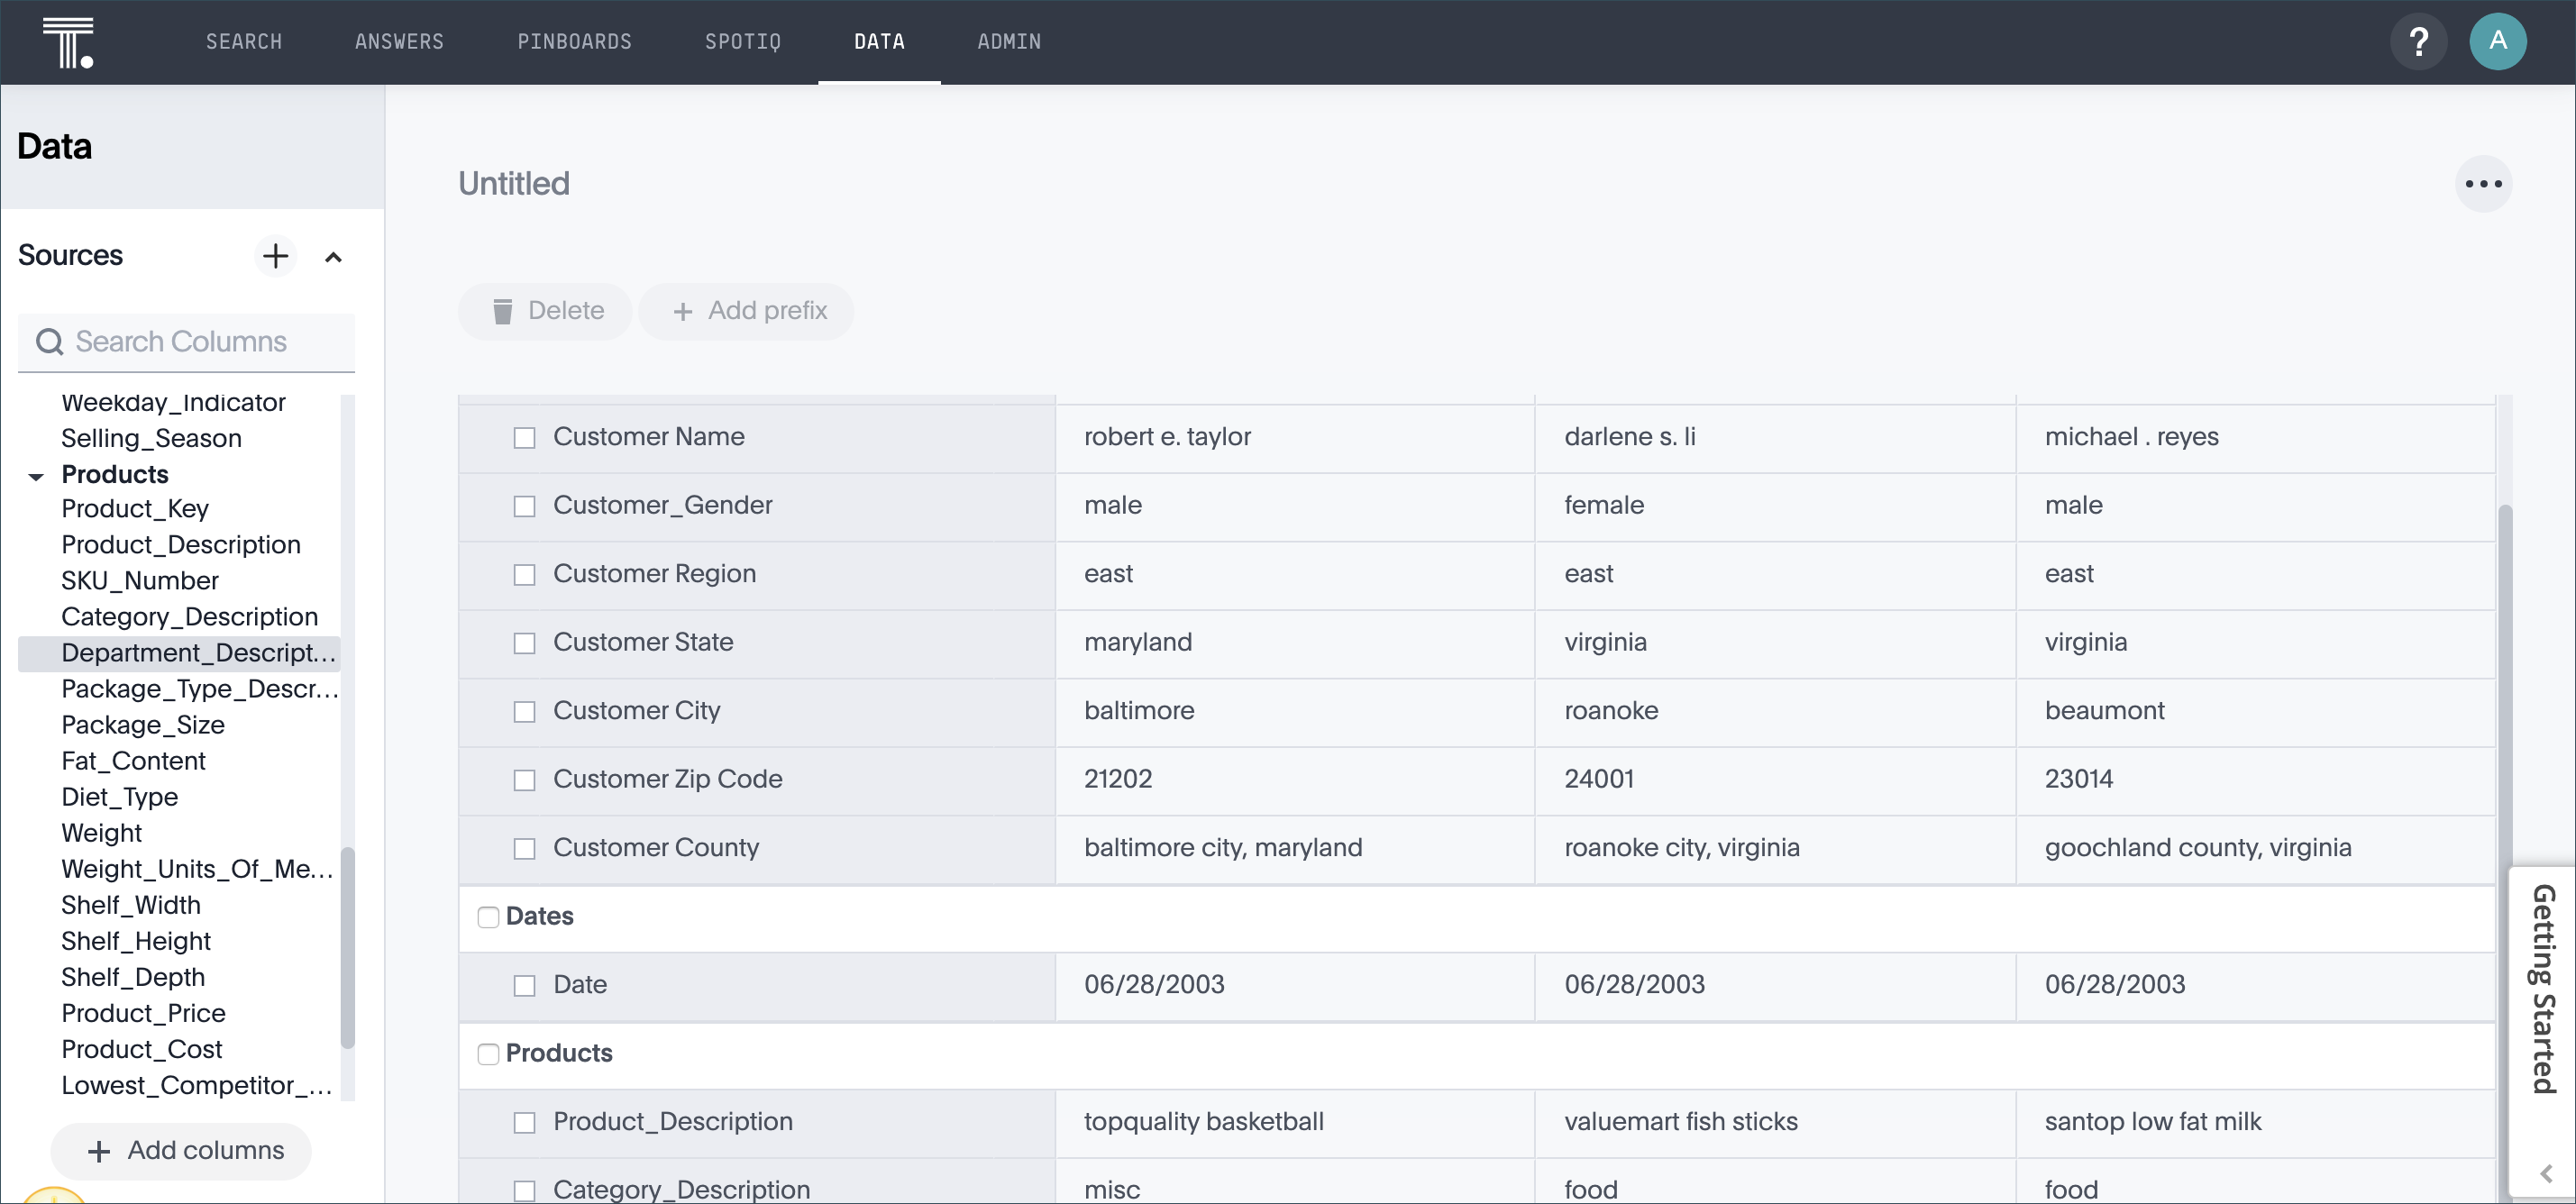 T.
SEARCH ANSWERS PINBOARDS SPOTIQ DATA ADMIN ? A
Data
Sources
Search Columns
Weekday_Indicator
Selling_Season
Products
Product_Key
Product_Description
SKU_Number
Category_Description
Department_Descript...
Package_Type_Descr...
Package_Size
Fat_Content
Diet_Type
Weight
Weight_Units_Of_Me...
Shelf_Width
Shelf_Height
Shelf_Depth
Product_Price
Product_Cost
Lowest_Competitor_...
+ Add columns
Untitled
Delete + Add prefix
Customer Name robert e. taylor darlene s. li michael . reyes
Customer_Gender male female male
Customer Region east east east
Customer State maryland virginia virginia
Customer City baltimore roanoke beaumont
Customer Zip Code 21202 24001 23014
Customer County baltimore city, maryland roanoke city, virginia goochland county, virginia
Dates
Date 06/28/2003 06/28/2003 06/28/2003
Products
Product_Description topquality basketball valuemart fish sticks santop low fat milk
Category_Description misc food food
Getting Started